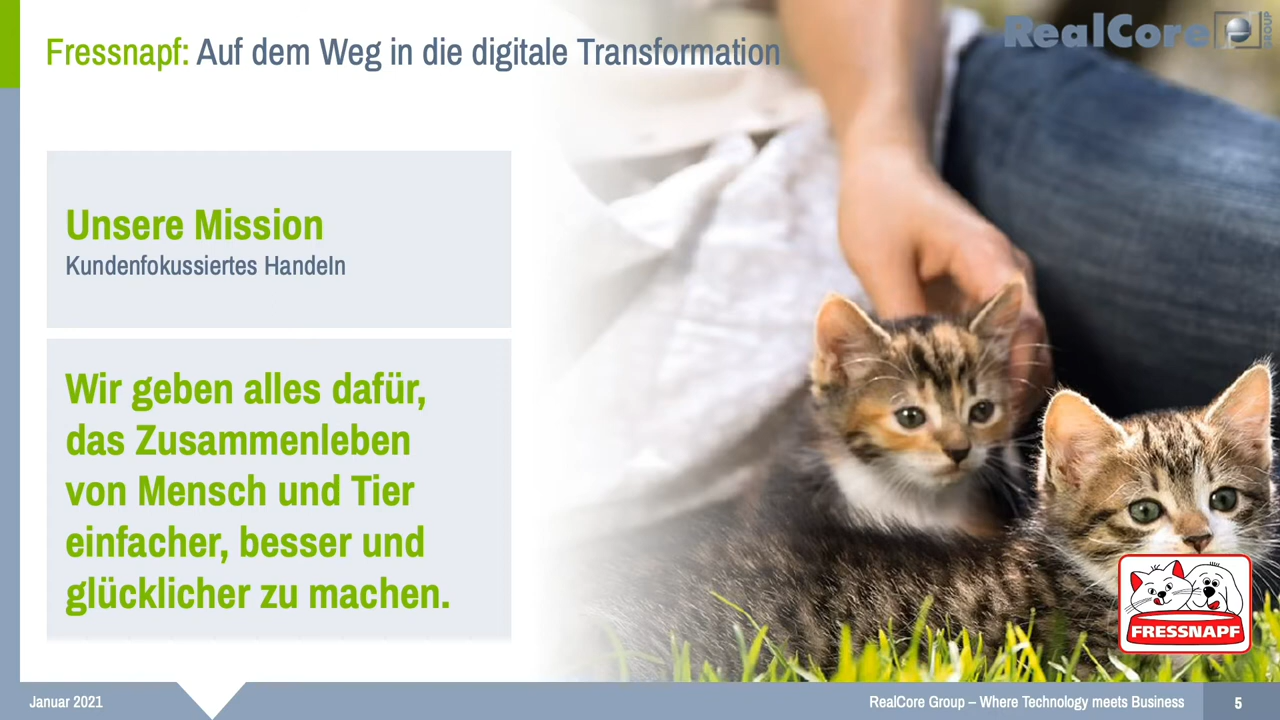 Fressnapf: Auf dem Weg in die digitale Transformation
RealCore
GROUP
Unsere Mission
Kundenfokussiertes Handeln
Wir geben alles dafür,
das Zusammenleben
von Mensch und Tier
einfacher, besser und
glücklicher zu machen.
FRESSNAPF
Januar 2021
RealCore Group – Where Technology meets Business
5